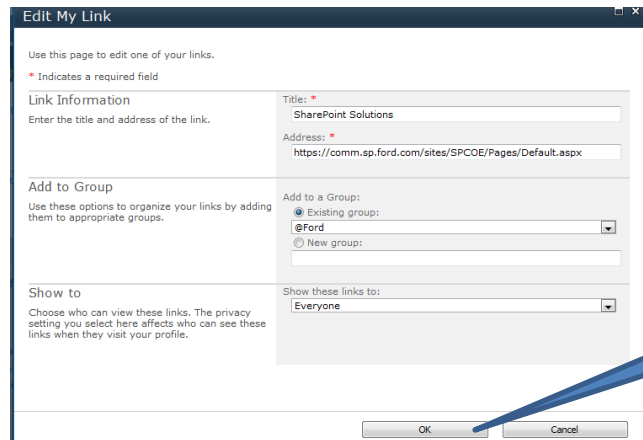 Edit My Link
Use this page to edit one of your links.
* Indicates a required field
Link Information
Enter the title and address of the link.
Title: *
SharePoint Solutions
Address: *
https://comm.sp.ford.com/sites/SPCOE/Pages/Default.aspx
Add to Group
Use these options to organize your links by adding
them to appropriate groups.
Add to a Group:
Existing group:
@Ford
New group:
Show to
Choose who can view these links. The privacy
setting you select here affects who can see these
links when they visit your profile.
Show these links to:
Everyone
OK
Cancel